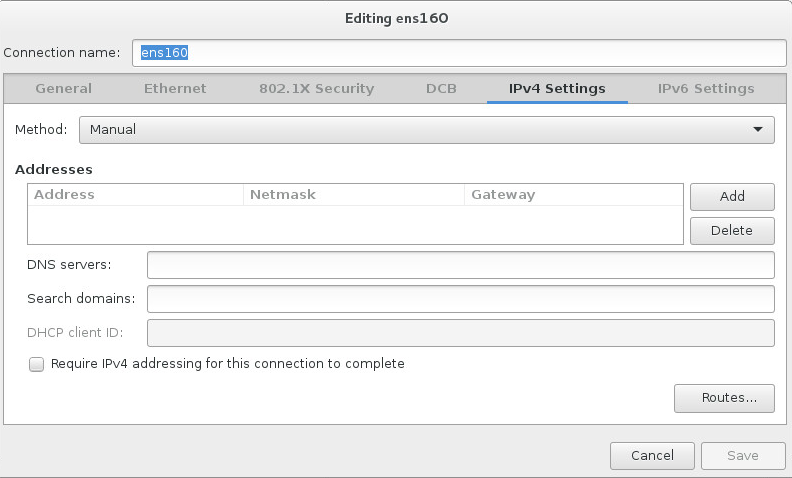 Editing ens160
Connection name: ens160
General Ethernet 802.1X Security DCB IPv4 Settings IPv6 Settings
Method: Manual
Addresses
Address Netmask Gateway
Add
Delete
DNS servers:
Search domains:
DHCP client ID:
Require IPv4 addressing for this connection to complete
Routes...
Cancel Save